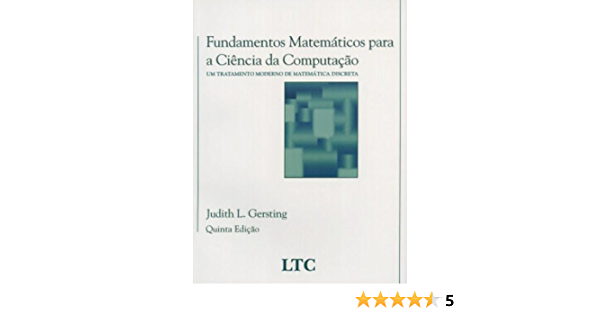 Fundamentos Matemáticos para
a Ciência da Computação
UM TRATAMENTO MODERNO DE MATEMÁTICA DISCRETA
Judith L. Gersting
Quinta Edição
LTC
5